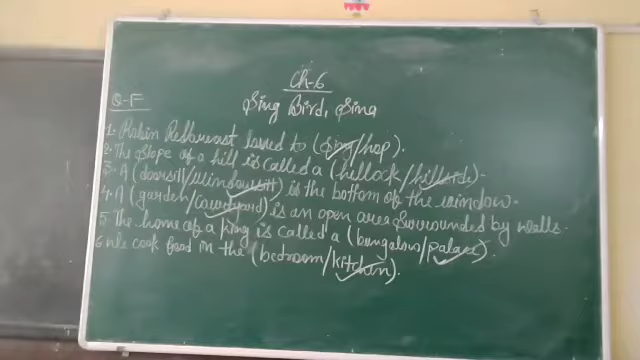 Ch-6
Sing Bird, Sing
Q-F
1. Robin Redbreast loved to (sing/hop).
2. The slope of a hill is called a (hillock/hillside).
3. A (doorsill/windowsill) is the bottom of the window.
4. A (garden/courtyard) is an open area surrounded by walls.
5. The home of a king is called a (bungalow/palace).
6 We cook food in the (bedroom/kitchen).